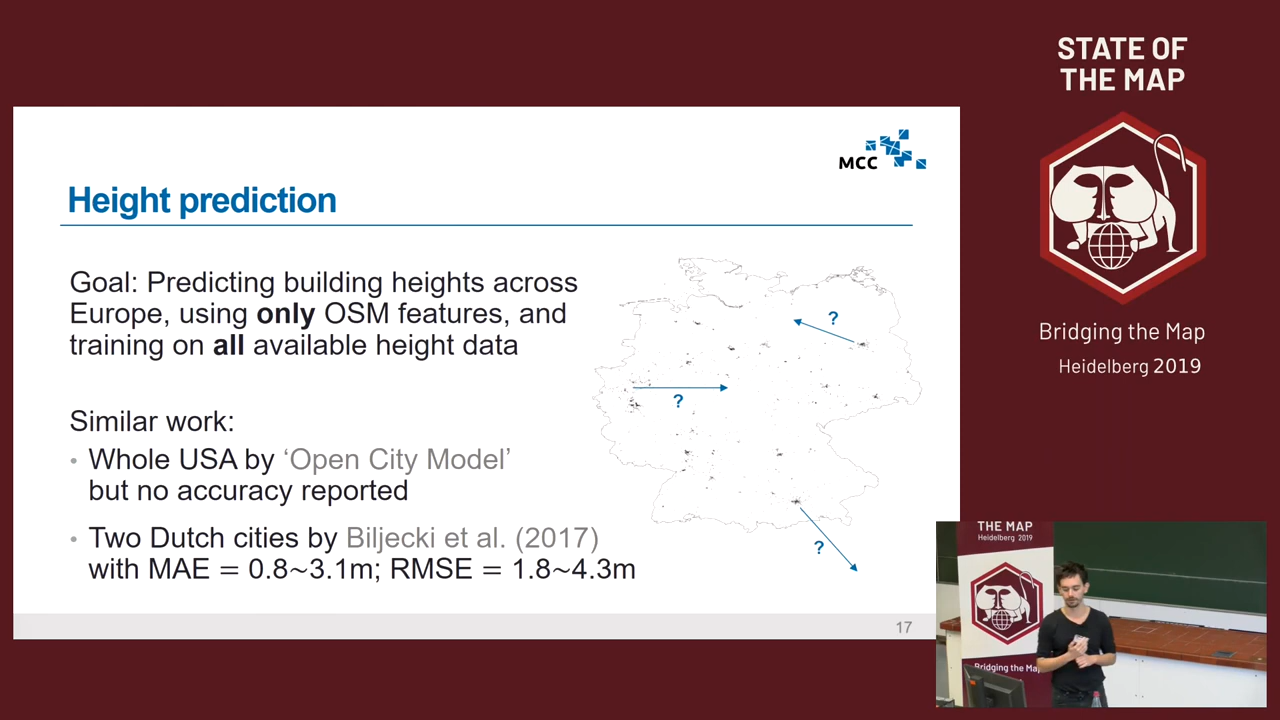 STATE OF
THE MAP
MCC
Height prediction
Goal: Predicting building heights across
Europe, using only OSM features, and
training on all available height data
?
?
?
Similar work:
• Whole USA by ‘Open City Model’
but no accuracy reported
• Two Dutch cities by Biljecki et al. (2017)
with MAE = 0.8~3.1m; RMSE = 1.8~4.3m
17
Bridging the Map
Heidelberg 2019
THE MAP
Heidelberg 2019
Bridging the Map